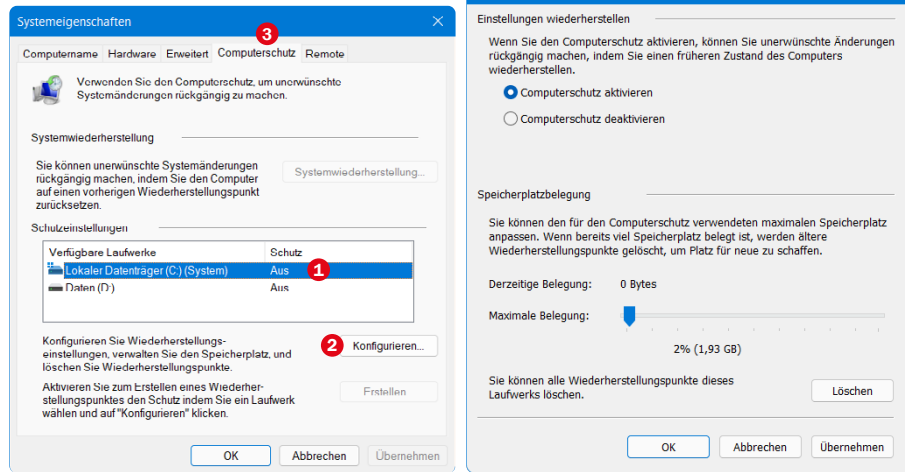 Systemeigenschaften
3
Computername Hardware Erweitert Computerschutz Remote
Verwenden Sie den Computerschutz, um unerwünschte
Systemänderungen rückgängig zu machen.
Systemwiederherstellung
Sie können unerwünschte Systemänderungen
rückgängig machen, indem Sie den Computer
auf einen vorherigen Wiederherstellungspunkt
zurücksetzen.
Systemwiederherstellung...
Schutzeinstellungen
Verfügbare Laufwerke Schutz
Lokaler Datenträger (C:) (System) Aus 1
Daten (D:) Aus
Konfigurieren Sie Wiederherstellungs-
einstellungen, verwalten Sie den Speicherplatz, und
löschen Sie Wiederherstellungspunkte.
2 Konfigurieren...
Aktivieren Sie zum Erstellen eines Wiederher-
stellungspunktes den Schutz indem Sie ein Laufwerk
wählen und auf "Konfigurieren" klicken.
Erstellen
OK Abbrechen Übernehmen
Einstellungen wiederherstellen
Wenn Sie den Computerschutz aktivieren, können Sie unerwünschte Änderungen
rückgängig machen, indem Sie einen früheren Zustand des Computers
wiederherstellen.
Computerschutz aktivieren
Computerschutz deaktivieren
Speicherplatzbelegung
Sie können den für den Computerschutz verwendeten maximalen Speicherplatz
anpassen. Wenn bereits viel Speicherplatz belegt ist, werden ältere
Wiederherstellungspunkte gelöscht, um Platz für neue zu schaffen.
Derzeitige Belegung: 0 Bytes
Maximale Belegung:
2% (1,93 GB)
Sie können alle Wiederherstellungspunkte dieses
Laufwerks löschen.
Löschen
OK Abbrechen Übernehmen